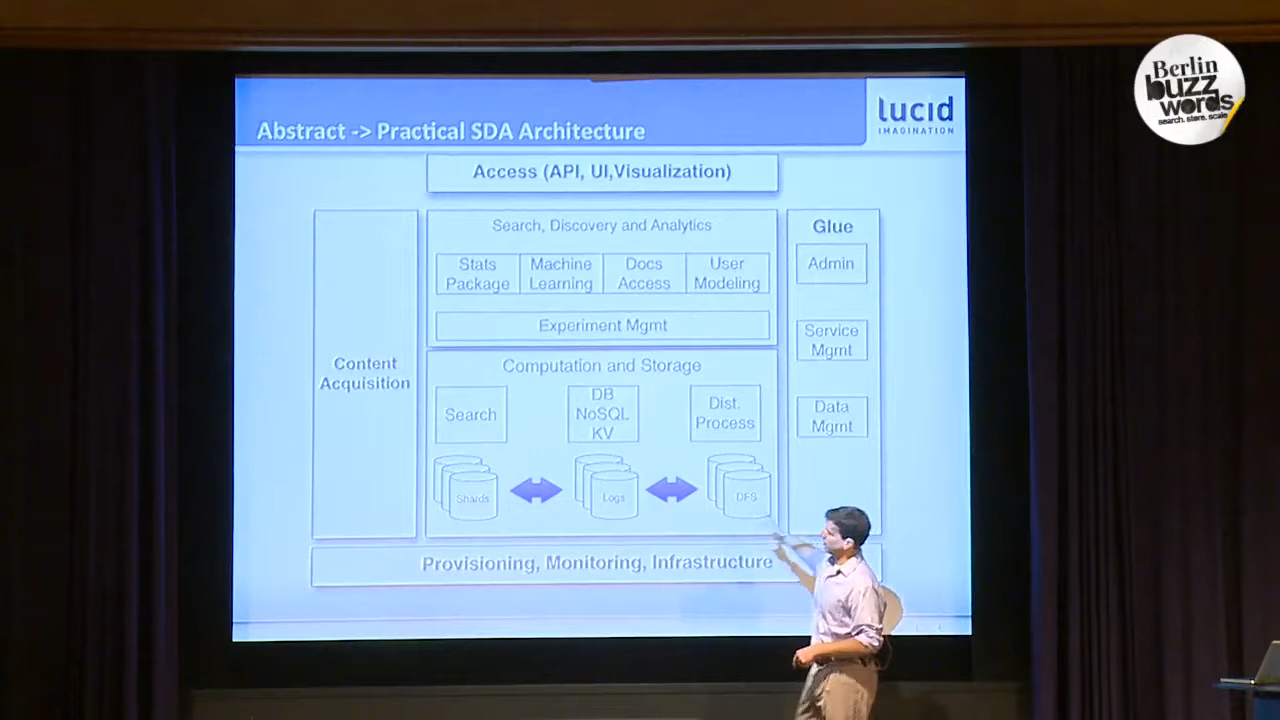 Berlin
buzz
words
search. store. scale
Abstract -> Practical SDA Architecture
lucid
IMAGINATION
Access (API, UI,Visualization)
Search, Discovery and Analytics
Stats
Package
Machine
Learning
Docs
Access
User
Modeling
Experiment Mgmt
Content
Acquisition
Computation and Storage
Search
DB
NoSQL
KV
Dist.
Process
Shards
Logs
DFS
Glue
Admin
Service
Mgmt
Data
Mgmt
Provisioning, Monitoring, Infrastructure